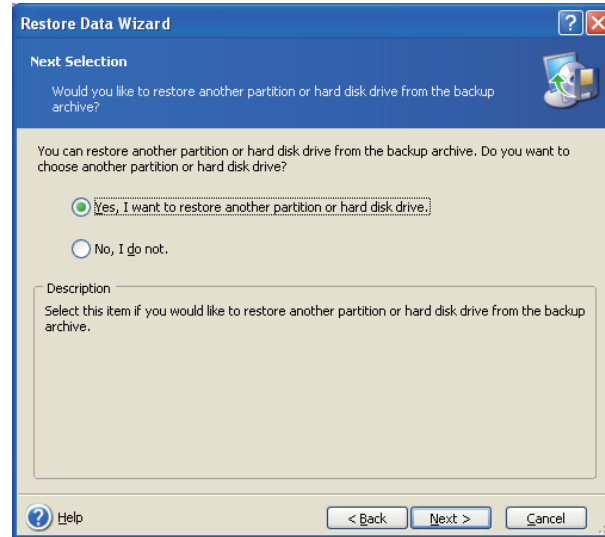 Restore Data Wizard
Next Selection
Would you like to restore another partition or hard disk drive from the backup
archive?
You can restore another partition or hard disk drive from the backup archive. Do you want to
choose another partition or hard disk drive?
Yes, I want to restore another partition or hard disk drive.
No, I do not.
Description
Select this item if you would like to restore another partition or hard disk drive from the backup
archive.
Help
< Back
Next >
Cancel